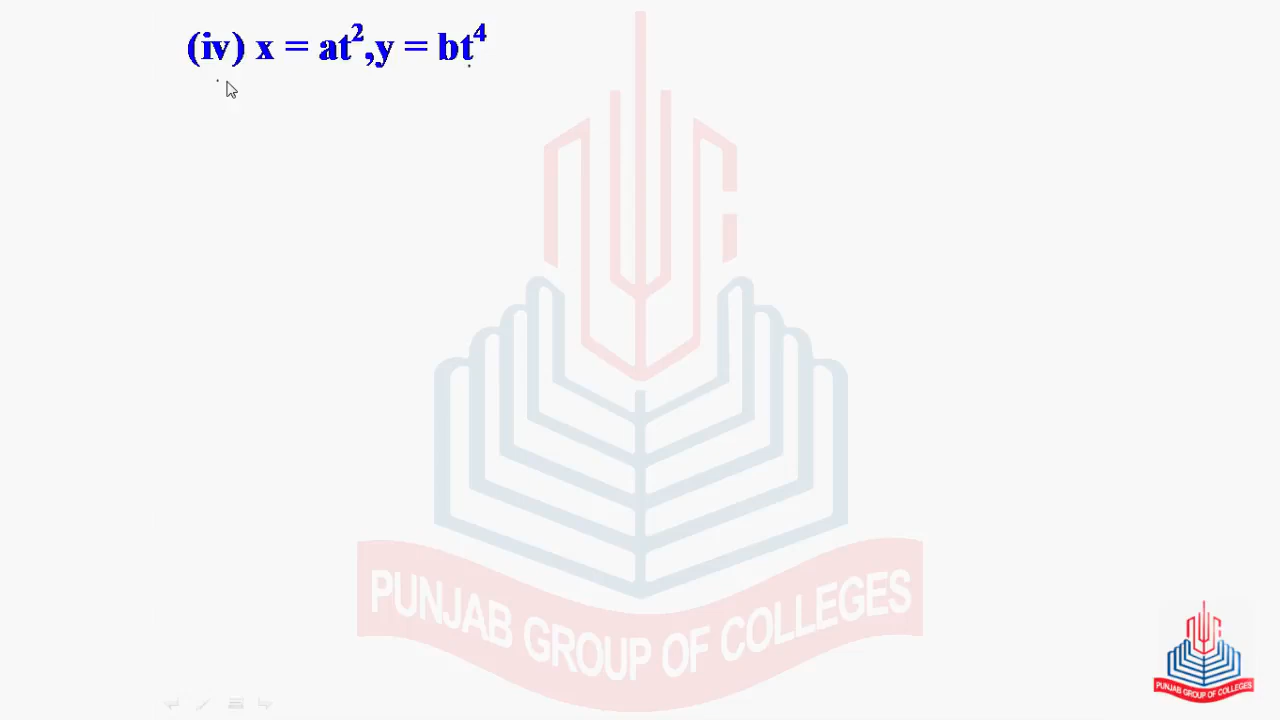 (iv) x = at²,y = bt⁴
PUNJAB GROUP OF COLLEGES
PUNJAB GROUP OF COLLEGES